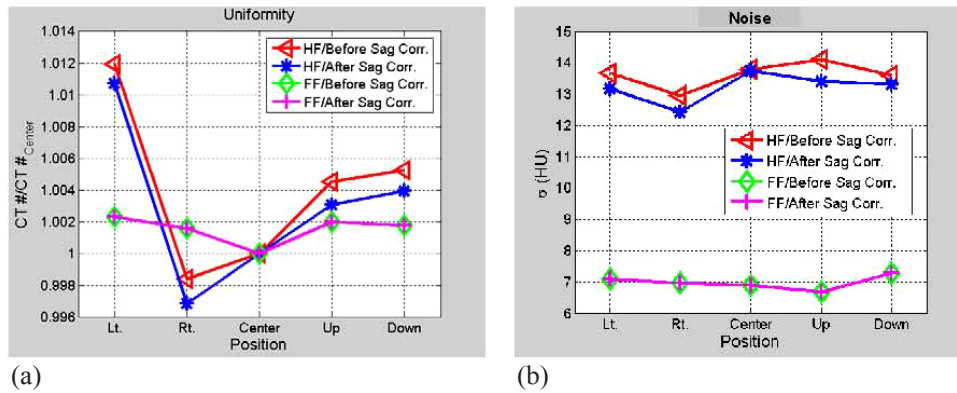 Uniformity
1.014
1.012
1.01
1.008
1.006
1.004
1.002
1
0.998
0.996
CT #/CT #Center
HF/Before Sag Corr.
HF/After Sag Corr.
FF/Before Sag Corr.
FF/After Sag Corr.
Lt. Rt. Center Up Down
Position
(a)
Noise
15
14
13
12
11
10
9
8
7
6
σ (HU)
HF/Before Sag Corr.
HF/After Sag Corr.
FF/Before Sag Corr.
FF/After Sag Corr.
Lt. Rt. Center Up Down
Position
(b)